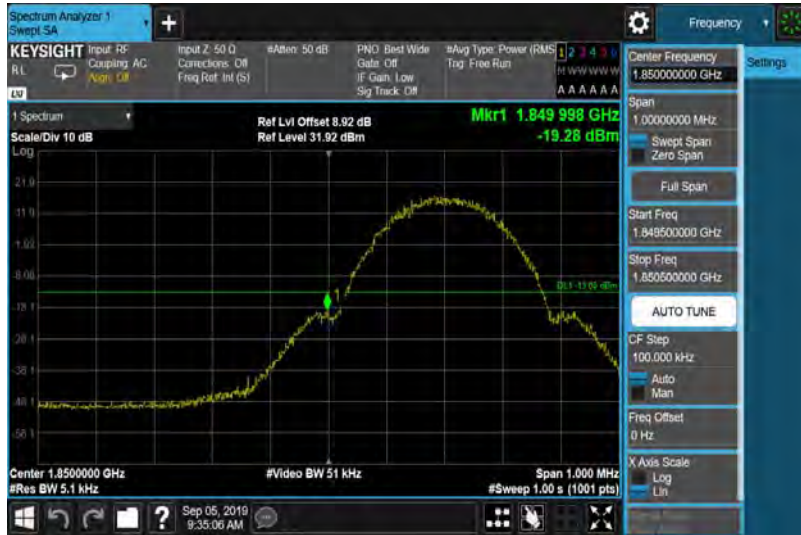 Spectrum Analyzer 1
Swept SA
Frequency
KEYSIGHT
RL
Input: RF
Coupling: AC
Align: Off
Input Z: 50 Ω
Corrections: Off
Freq Ref: Int (S)
#Atten: 50 dB
PNO: Best Wide
Gate: Off
IF Gain: Low
Sig Track: Off
#Avg Type: Power (RMS
Trig: Free Run
1 2 3 4 5 6
M W W W W W
A A A A A A
LXI
1 Spectrum
Scale/Div 10 dB
Log
Ref Lvl Offset 8.92 dB
Ref Level 31.92 dBm
Mkr1 1.849 998 GHz
-19.28 dBm
21.9
11.9
1.92
-8.08
DL1 -13.00 dBm
1
-18.1
-28.1
-38.1
-48.1
-58.1
Center 1.8500000 GHz
#Res BW 5.1 kHz
#Video BW 51 kHz
Span 1.000 MHz
#Sweep 1.00 s (1001 pts)
Center Frequency
1.850000000 GHz
Settings
Span
1.00000000 MHz
Swept Span
Zero Span
Full Span
Start Freq
1.849500000 GHz
Stop Freq
1.850500000 GHz
AUTO TUNE
CF Step
100.000 kHz
Auto
Man
Freq Offset
0 Hz
X Axis Scale
Log
Lin
?
Sep 05, 2019
9:35:06 AM